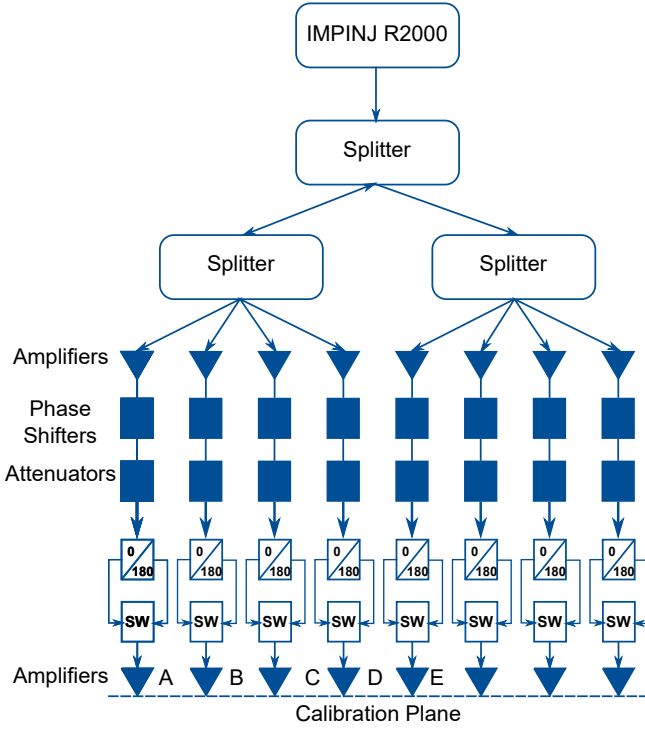 IMPINJ R2000
Splitter
Splitter Splitter
Amplifiers
Phase
Shifters
Attenuators
0 0 0 0 0 0 0 0
180 180 180 180 180 180 180 180
SW SW SW SW SW SW SW SW
Amplifiers A B C D E
Calibration Plane